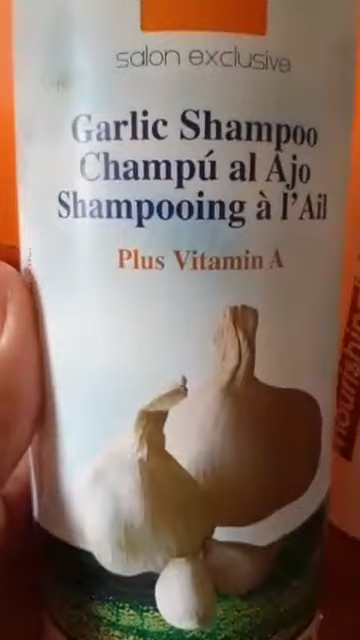 salon exclusive
Garlic Shampoo
Champú al Ajo
Shampooing à l'Ail
Plus Vitamin A